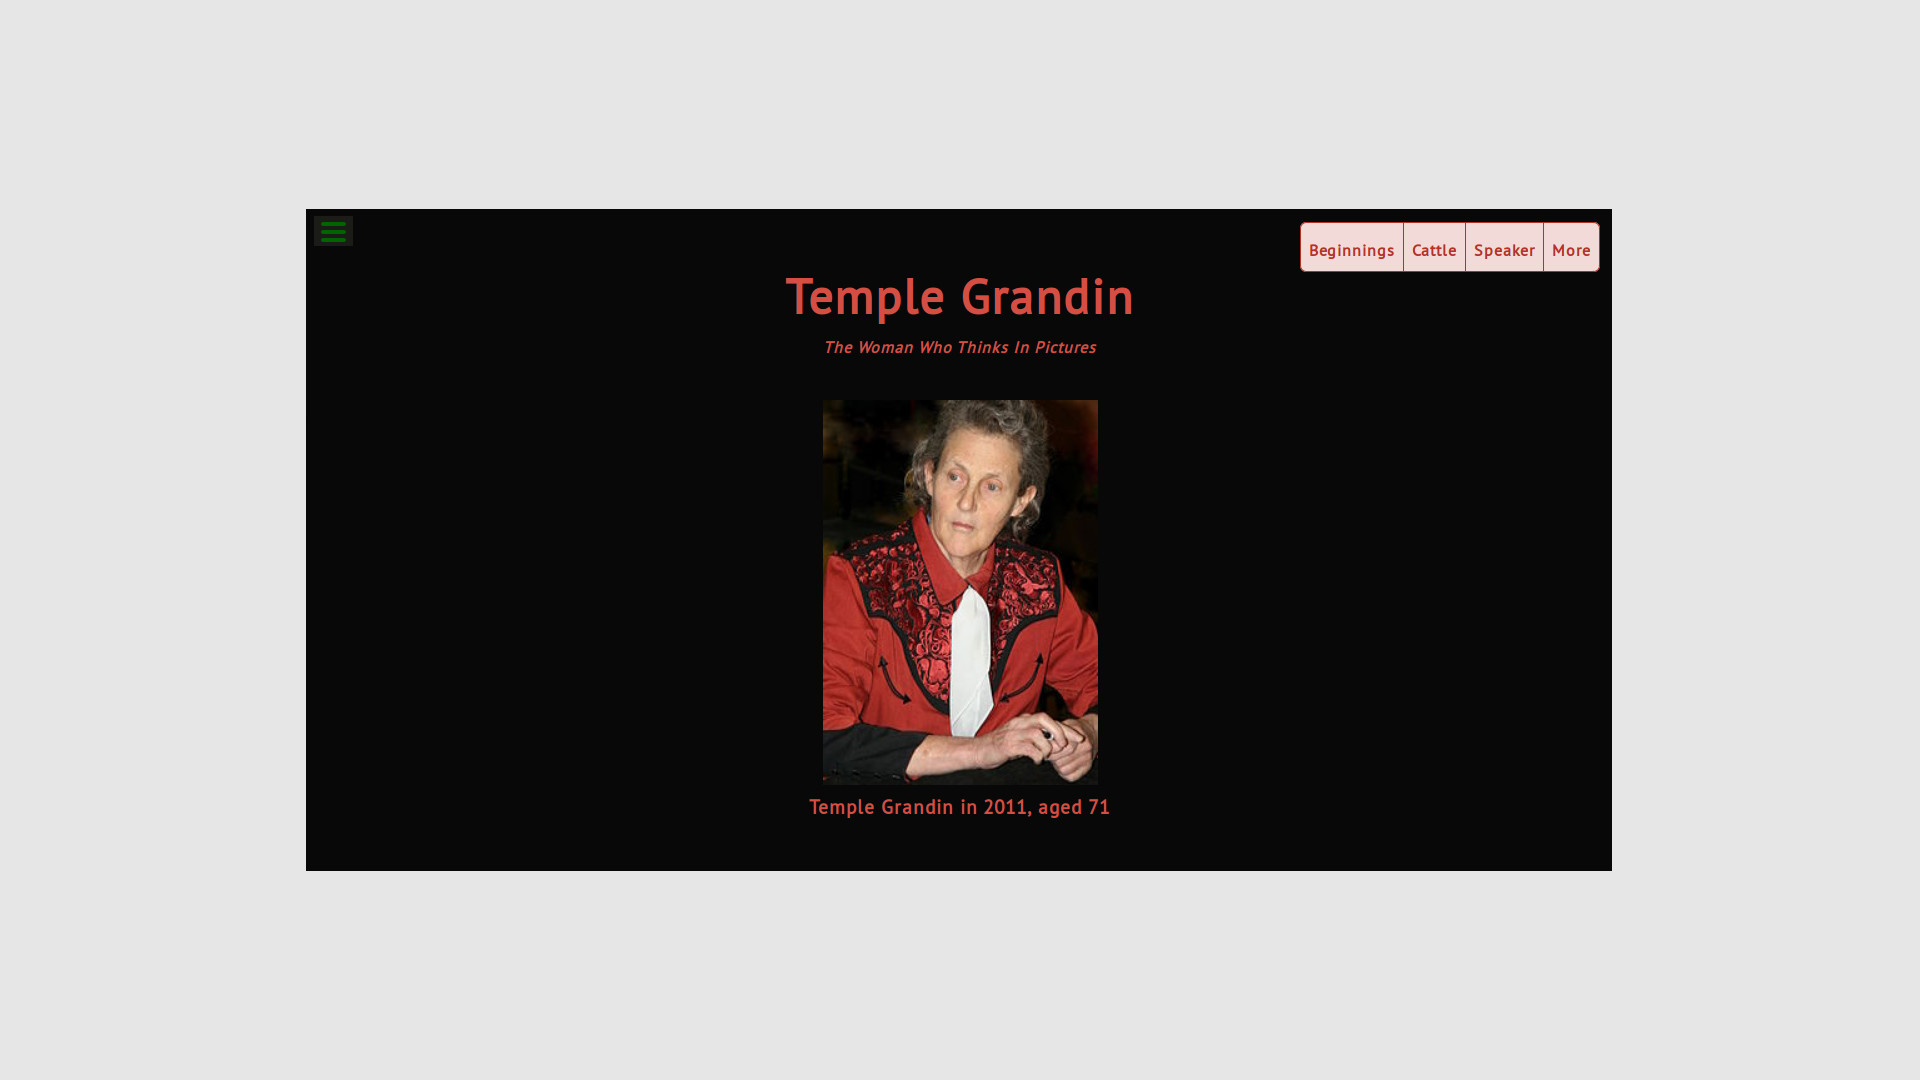 Beginnings Cattle Speaker More
Temple Grandin
The Woman Who Thinks In Pictures
Temple Grandin in 2011, aged 71